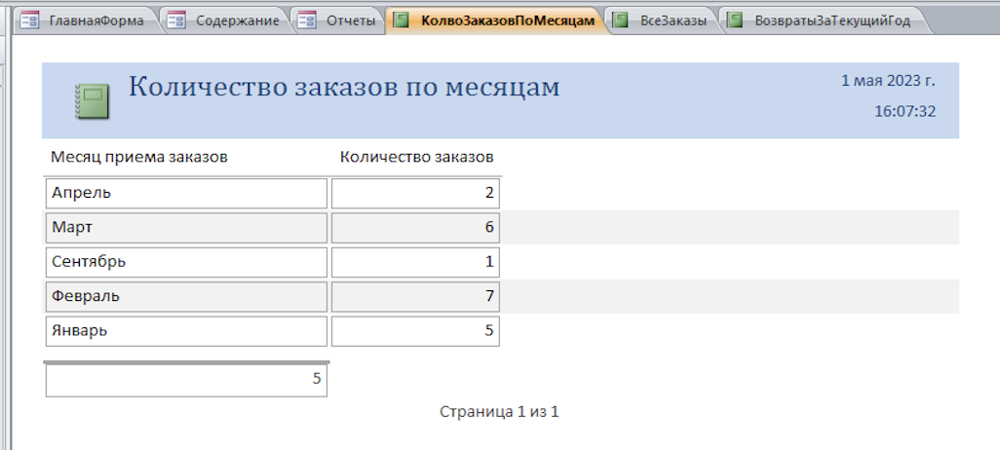 ГлавнаяФорма Содержание Отчеты КолвоЗаказовПоМесяцам ВсеЗаказы ВозвратыЗаТекущийГод
Количество заказов по месяцам 1 мая 2023 г.
16:07:32
Месяц приема заказов Количество заказов
Апрель 2
Март 6
Сентябрь 1
Февраль 7
Январь 5
5
Страница 1 из 1